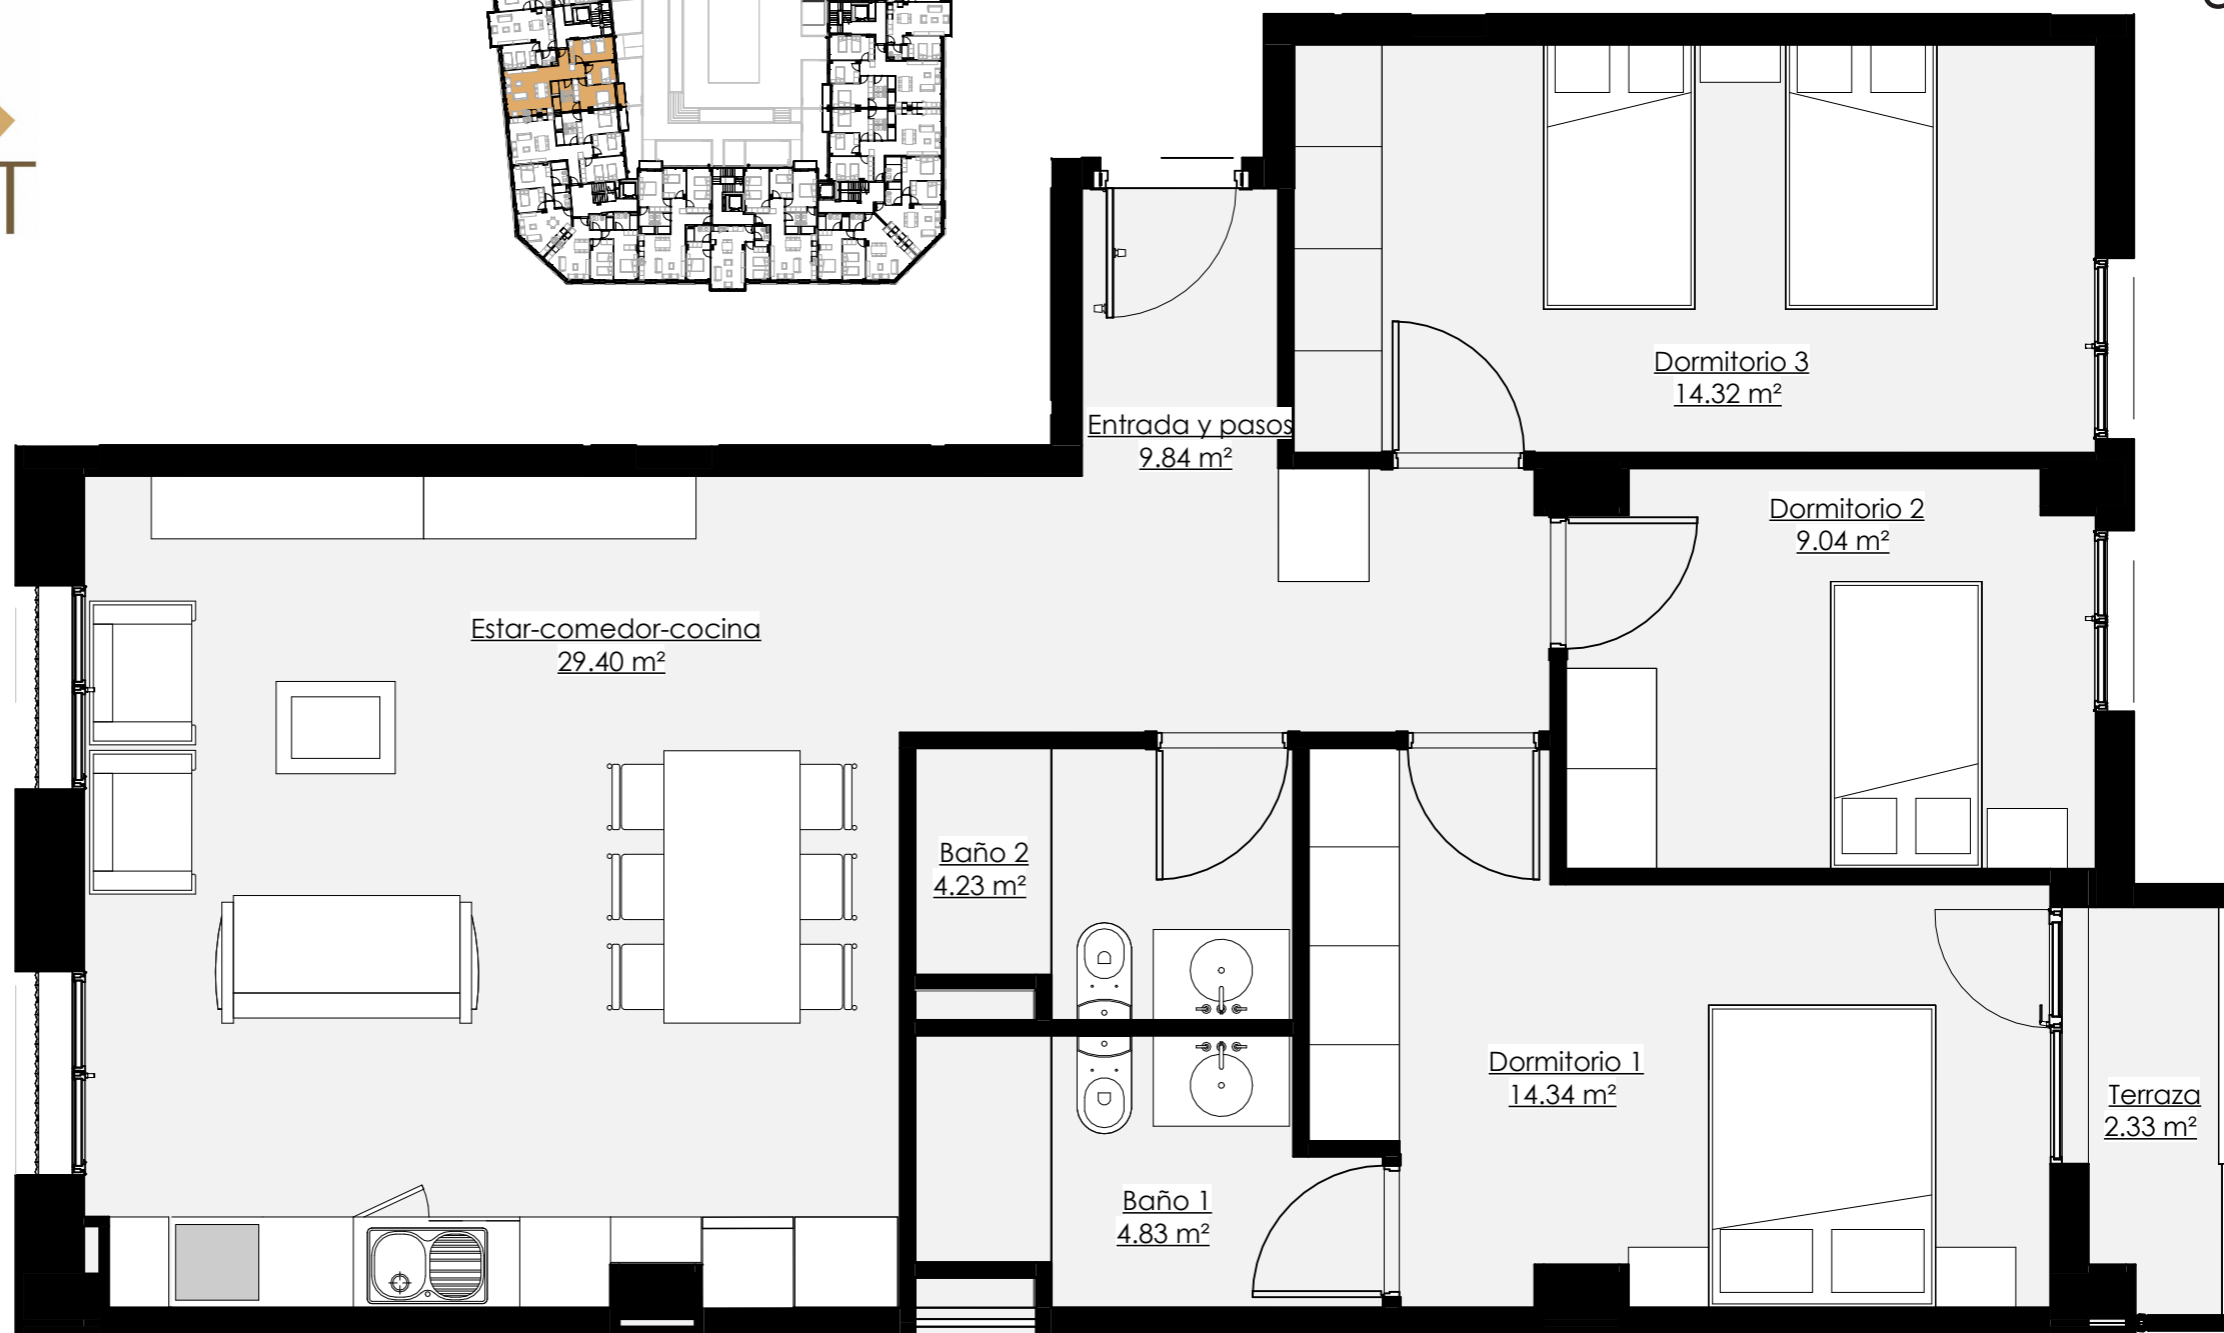 T
Dormitorio 3
14.32 m²
Entrada y pasos
9.84 m²
Dormitorio 2
9.04 m²
Estar-comedor-cocina
29.40 m²
Baño 2
4.23 m²
Dormitorio 1
14.34 m²
Terraza
2.33 m²
Baño 1
4.83 m²